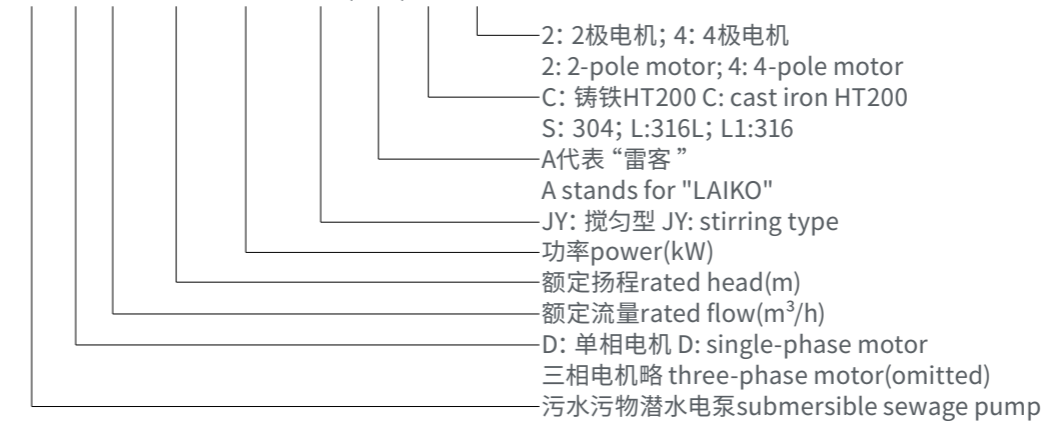 2：2极电机；4：4极电机
2: 2-pole motor; 4: 4-pole motor
C：铸铁HT200 C: cast iron HT200
S：304；L:316L；L1:316
A代表 “雷客 ”
A stands for "LAIKO"
JY：搅匀型 JY: stirring type
功率power(kW)
额定扬程rated head(m)
额定流量rated flow(m³/h)
D：单相电机 D: single-phase motor
三相电机略 three-phase motor(omitted)
污水污物潜水电泵submersible sewage pump